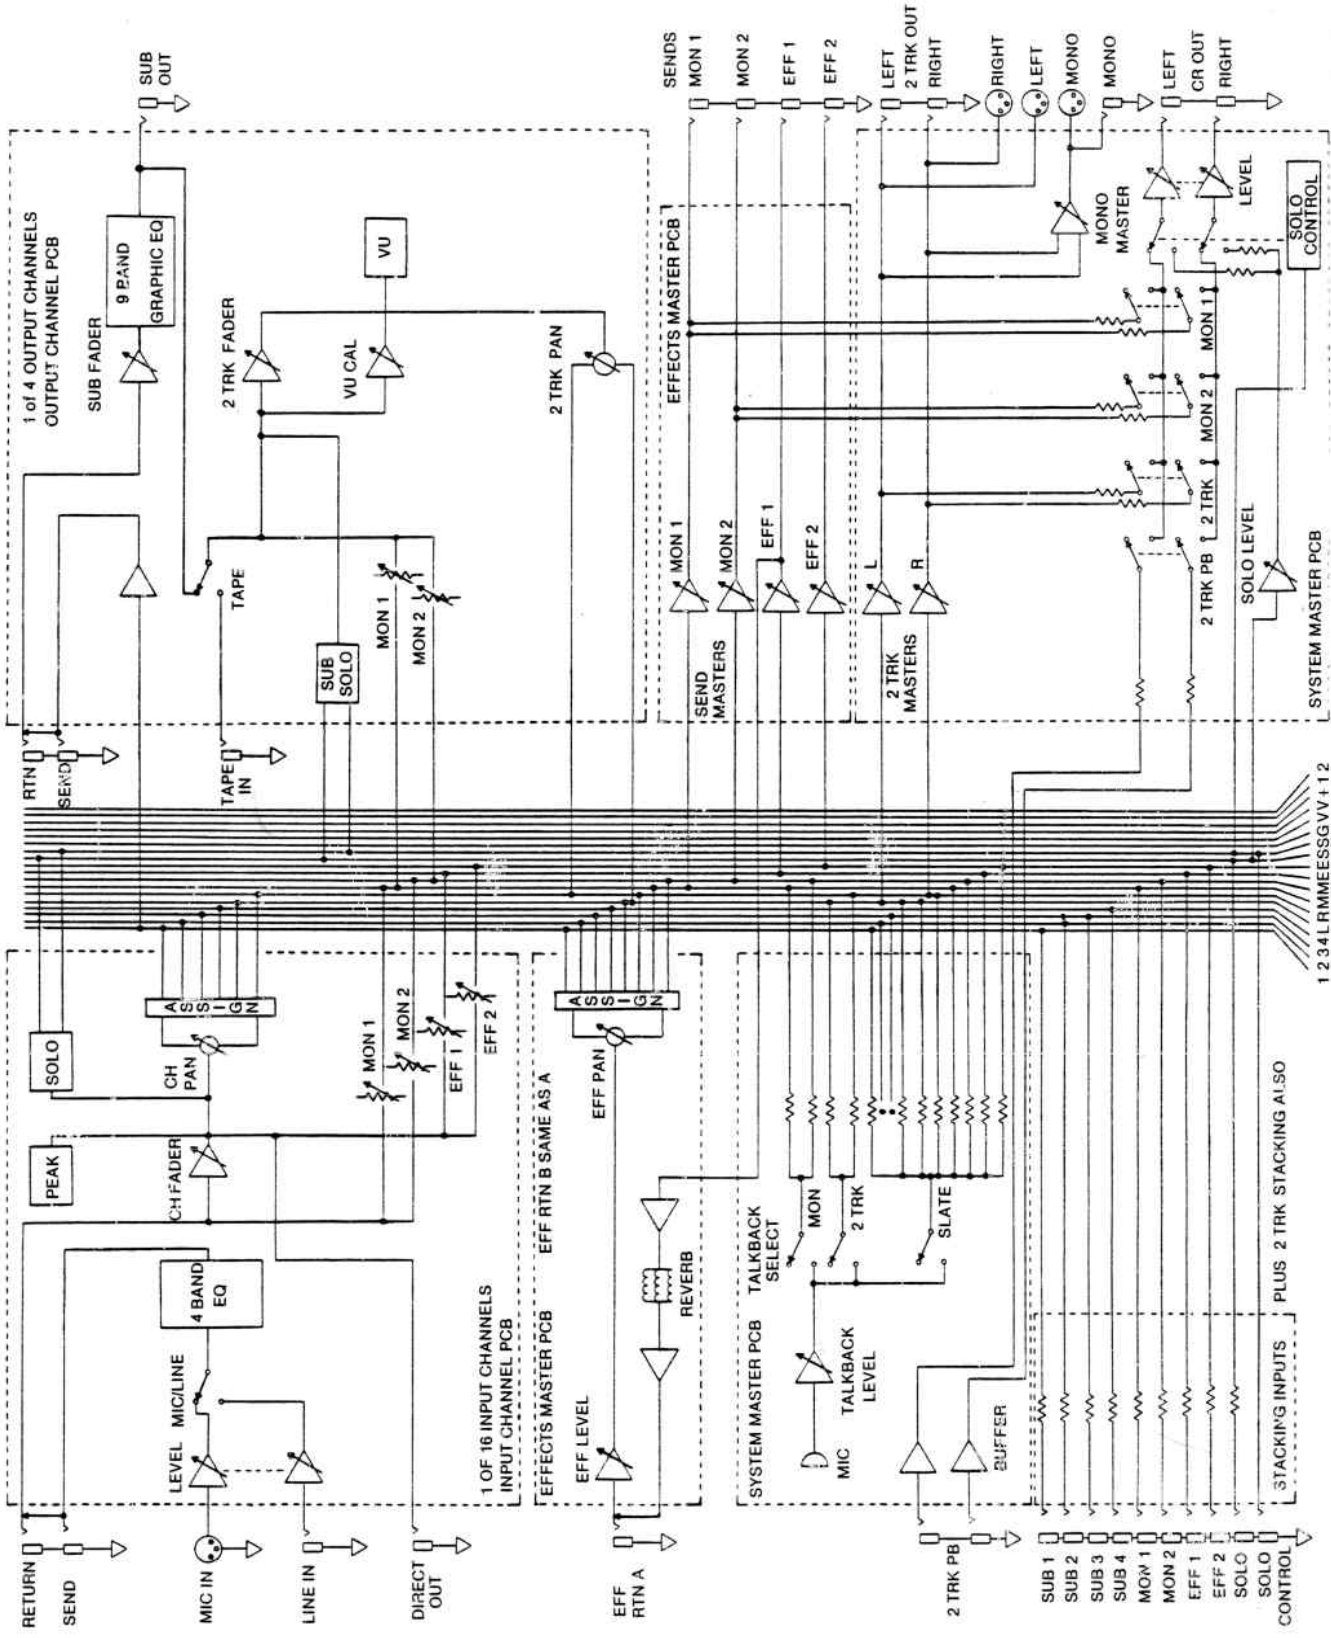 SUB
OUT
1 of 4 OUTPUT CHANNELS
OUTPUT CHANNEL PCB
SUB FADER
9 BAND
GRAPHIC EQ
2 TRK FADER
VU CAL
VU
2 TRK PAN
TAPE
SUB
SOLO
MON 1
MON 2
RTN
SEND
TAPE
IN
SENDS
MON 1
MON 2
EFF 1
EFF 2
LEFT
2 TRK OUT
RIGHT
RIGHT
LEFT
MONO
MONO
LEFT
CR OUT
RIGHT
EFFECTS MASTER PCB
MON 1
MON 2
EFF 1
EFF 2
SEND
MASTERS
L
R
2 TRK
MASTERS
MONO
MASTER
LEVEL
SOLO
CONTROL
MON 1
MON 2
2 TRK
2 TRK PB
SOLO LEVEL
SYSTEM MASTER PCB
1 2 3 4 L R M M E E S S G V V + 1 2
SOLO
PEAK
CH
PAN
ASSIGN
CH FADER
MON 1
MON 2
EFF 1
EFF 2
4 BAND
EQ
MIC/LINE
LEVEL
1 OF 16 INPUT CHANNELS
INPUT CHANNEL PCB
RETURN
SEND
MIC IN
LINE IN
DIRECT
OUT
EFFECTS MASTER PCB
EFF RTN B SAME AS A
EFF PAN
ASSIGN
EFF LEVEL
REVERB
EFF
RTN A
SYSTEM MASTER PCB
TALKBACK
SELECT
MON
2 TRK
SLATE
TALKBACK
LEVEL
MIC
BUFFER
2 TRK PB
STACKING INPUTS
PLUS 2 TRK STACKING ALSO
SUB 1
SUB 2
SUB 3
SUB 4
MON 1
MON 2
EFF 1
EFF 2
SOLO
SOLO
CONTROL